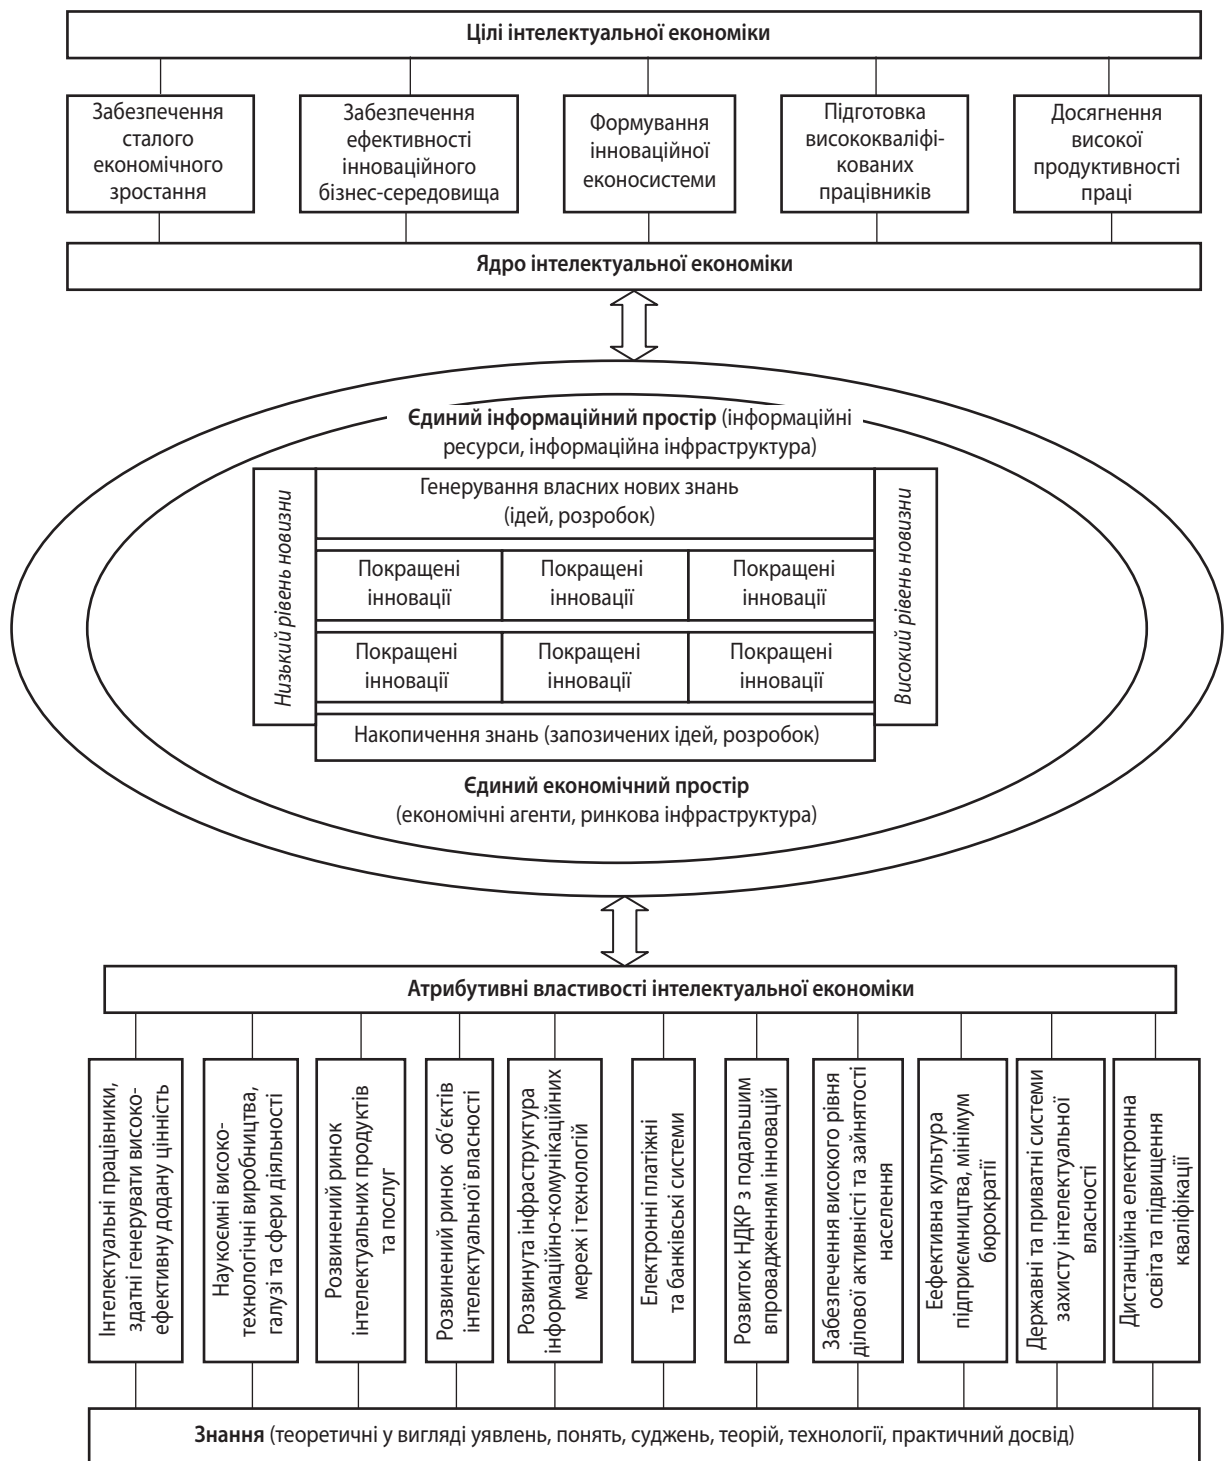 Цілі інтелектуальної економіки
Забезпечення
сталого
економічного
зростання
Забезпечення
ефективності
інноваційного
бізнес-середовища
Формування
інноваційної
екосистеми
Підготовка
висококваліфі-
кованих
працівників
Досягнення
високої
продуктивності
праці
Ядро інтелектуальної економіки
Єдиний інформаційний простір (інформаційні
ресурси, інформаційна інфраструктура)
Низький рівень новизни
Генерування власних нових знань
(ідей, розробок)
Покращені
інновації
Покращені
інновації
Покращені
інновації
Покращені
інновації
Покращені
інновації
Покращені
інновації
Накопичення знань (запозичених ідей, розробок)
Високий рівень новизни
Єдиний економічний простір
(економічні агенти, ринкова інфраструктура)
Атрибутивні властивості інтелектуальної економіки
Інтелектуальні працівники,
здатні генерувати високо-
ефективну додану цінність
Наукоємні високо-
технологічні виробництва,
галузі та сфери діяльності
Розвинений ринок
інтелектуальних продуктів
та послуг
Розвинений ринок об’єктів
інтелектуальної власності
Розвинута інфраструктура
інформаційно-комунікаційних
мереж і технологій
Електронні платіжні
та банківські системи
Розвиток НДКР з подальшим
впровадженням інновацій
Забезпечення високого рівня
ділової активністі та зайнятості
населення
Ефективна культура
підприємництва, мінімум
бюрократії
Державні та приватні системи
захисту інтелектуальної
власності
Дистанційна електронна
освіта та підвищення
кваліфікації
Знання (теоретичні у вигляді уявлень, понять, суджень, теорій, технології, практичний досвід)